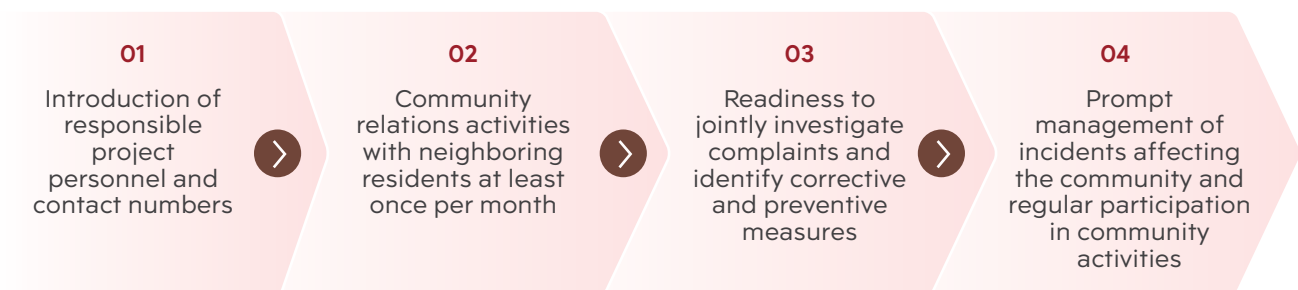 01
Introduction of
responsible
project
personnel and
contact numbers
02
Community
relations activities
with neighboring
residents at least
once per month
03
Readiness to
jointly investigate
complaints and
identify corrective
and preventive
measures
04
Prompt
management of
incidents affecting
the community and
regular participation
in community
activities